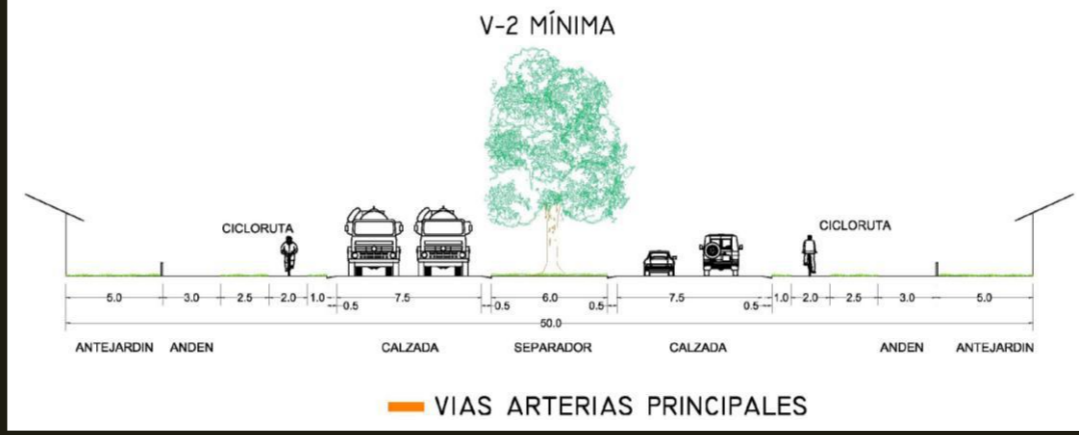 V-2 MÍNIMA
CICLORUTA
CICLORUTA
5.0 3.0 2.5 2.0 1.0 0.5 7.5 0.5 6.0 0.5 7.5 0.5 1.0 2.0 2.5 3.0 5.0
50.0
ANTEJARDIN ANDEN CALZADA SEPARADOR CALZADA ANDEN ANTEJARDIN
VIAS ARTERIAS PRINCIPALES